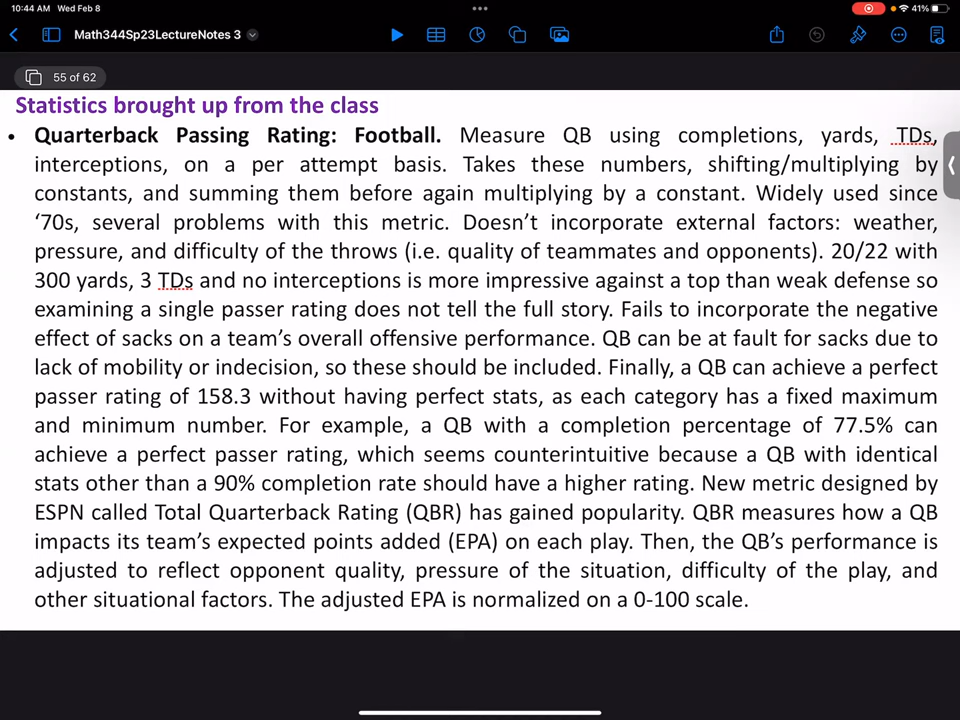 10:44 AM Wed Feb 8
41%
Math344Sp23LectureNotes 3
55 of 62
Statistics brought up from the class
• Quarterback Passing Rating: Football. Measure QB using completions, yards, TDs,
interceptions, on a per attempt basis. Takes these numbers, shifting/multiplying by
constants, and summing them before again multiplying by a constant. Widely used since
‘70s, several problems with this metric. Doesn’t incorporate external factors: weather,
pressure, and difficulty of the throws (i.e. quality of teammates and opponents). 20/22 with
300 yards, 3 TDs and no interceptions is more impressive against a top than weak defense so
examining a single passer rating does not tell the full story. Fails to incorporate the negative
effect of sacks on a team’s overall offensive performance. QB can be at fault for sacks due to
lack of mobility or indecision, so these should be included. Finally, a QB can achieve a perfect
passer rating of 158.3 without having perfect stats, as each category has a fixed maximum
and minimum number. For example, a QB with a completion percentage of 77.5% can
achieve a perfect passer rating, which seems counterintuitive because a QB with identical
stats other than a 90% completion rate should have a higher rating. New metric designed by
ESPN called Total Quarterback Rating (QBR) has gained popularity. QBR measures how a QB
impacts its team’s expected points added (EPA) on each play. Then, the QB’s performance is
adjusted to reflect opponent quality, pressure of the situation, difficulty of the play, and
other situational factors. The adjusted EPA is normalized on a 0-100 scale.